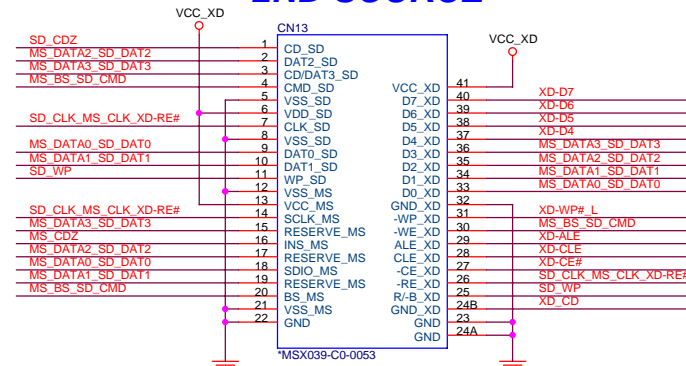 SOURCE
VCC_XD
CN13
VCC_XD
SD_CDZ 1 CD_SD
MS_DATA2_SD_DAT2 2 DAT2_SD
MS_DATA3_SD_DAT3 3 CD/DAT3_SD
MS_BS_SD_CMD 4 CMD_SD
5 VSS_SD
6 VDD_SD
SD_CLK_MS_CLK_XD-RE# 7 CLK_SD
8 VSS_SD
MS_DATA0_SD_DAT0 9 DAT0_SD
MS_DATA1_SD_DAT1 10 DAT1_SD
SD_WP 11 WP_SD
12 VSS_MS
13 VCC_MS
SD_CLK_MS_CLK_XD-RE# 14 SCLK_MS
MS_DATA3_SD_DAT3 15 RESERVE_MS
MS_CDZ 16 INS_MS
MS_DATA2_SD_DAT2 17 RESERVE_MS
MS_DATA0_SD_DAT0 18 SDIO_MS
MS_DATA1_SD_DAT1 19 RESERVE_MS
MS_BS_SD_CMD 20 BS_MS
21 VSS_MS
22 GND
VCC_XD 41
D7_XD 40 XD-D7
D6_XD 39 XD-D6
D5_XD 38 XD-D5
D4_XD 37 XD-D4
D3_XD 36 MS_DATA3_SD_DAT3
D2_XD 35 MS_DATA2_SD_DAT2
D1_XD 34 MS_DATA1_SD_DAT1
D0_XD 33 MS_DATA0_SD_DAT0
GND_XD 32
-WP_XD 31 XD-WP#_L
-WE_XD 30 MS_BS_SD_CMD
ALE_XD 29 XD-ALE
CLE_XD 28 XD-CLE
-CE_XD 27 XD-CE#
-RE_XD 26 SD_CLK_MS_CLK_XD-RE#
R/-B_XD 25 SD_WP
GND_XD 24B XD_CD
GND 23
GND 24A
*MSX039-C0-0053